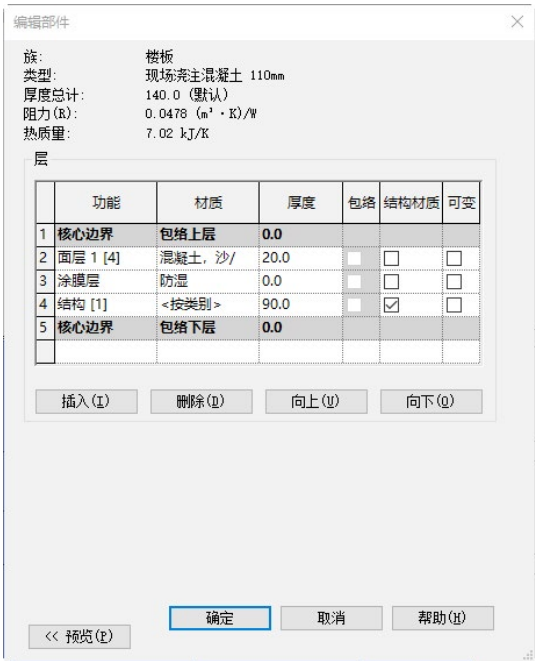 编辑部件
族: 楼板
类型: 现场浇注混凝土 110mm
厚度总计: 140.0 (默认)
阻力(R): 0.0478 (m²·K)/W
热质量: 7.02 kJ/K
层
功能 材质 厚度 包络 结构材质 可变
1 核心边界 包络上层 0.0
2 面层 1 [4] 混凝土, 沙/ 20.0
3 涂膜层 防湿 0.0
4 结构 [1] <按类别> 90.0
5 核心边界 包络下层 0.0
插入(I) 删除(D) 向上(U) 向下(O)
确定 取消 帮助(H)
<< 预览(P)